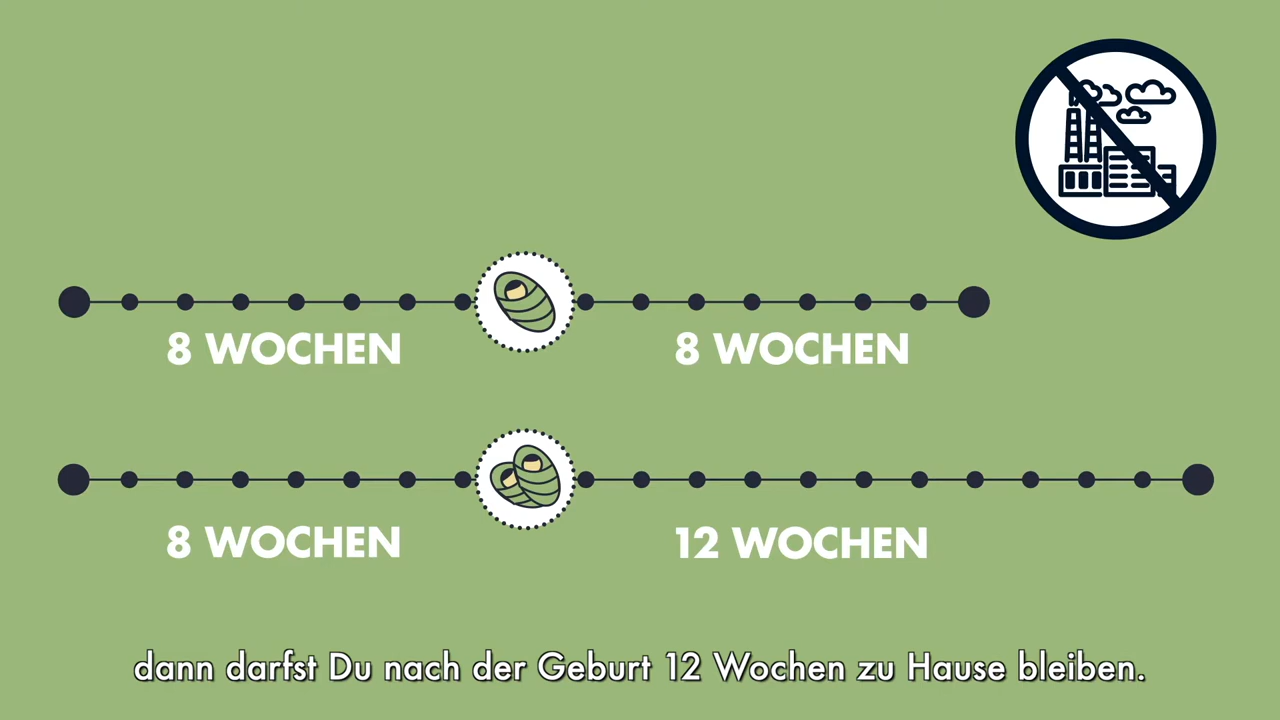 8 WOCHEN
8 WOCHEN
8 WOCHEN
12 WOCHEN
dann darfst Du nach der Geburt 12 Wochen zu Hause bleiben.